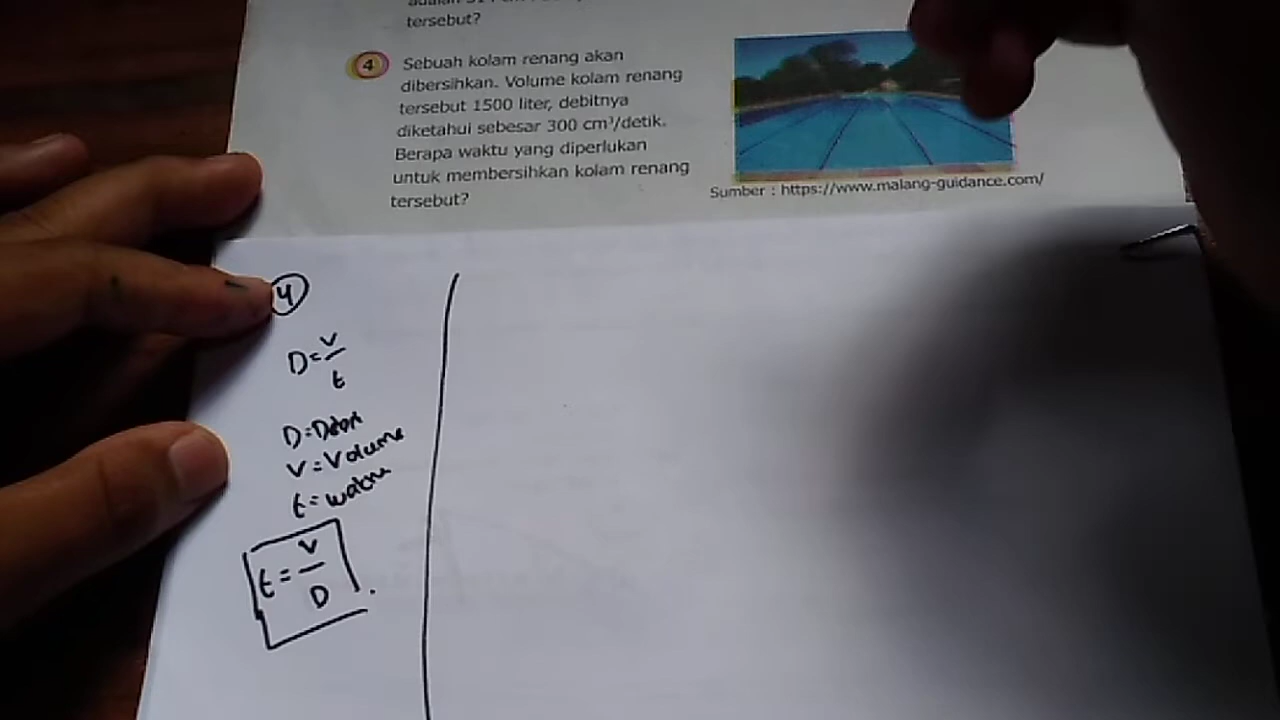 tersebut?
4
Sebuah kolam renang akan
dibersihkan. Volume kolam renang
tersebut 1500 liter, debitnya
diketahui sebesar 300 cm³/detik.
Berapa waktu yang diperlukan
untuk membersihkan kolam renang
tersebut?
Sumber : https://www.malang-guidance.com/
4
D=V/t
D=Debit
V=Volume
t=waktu
t=V/D